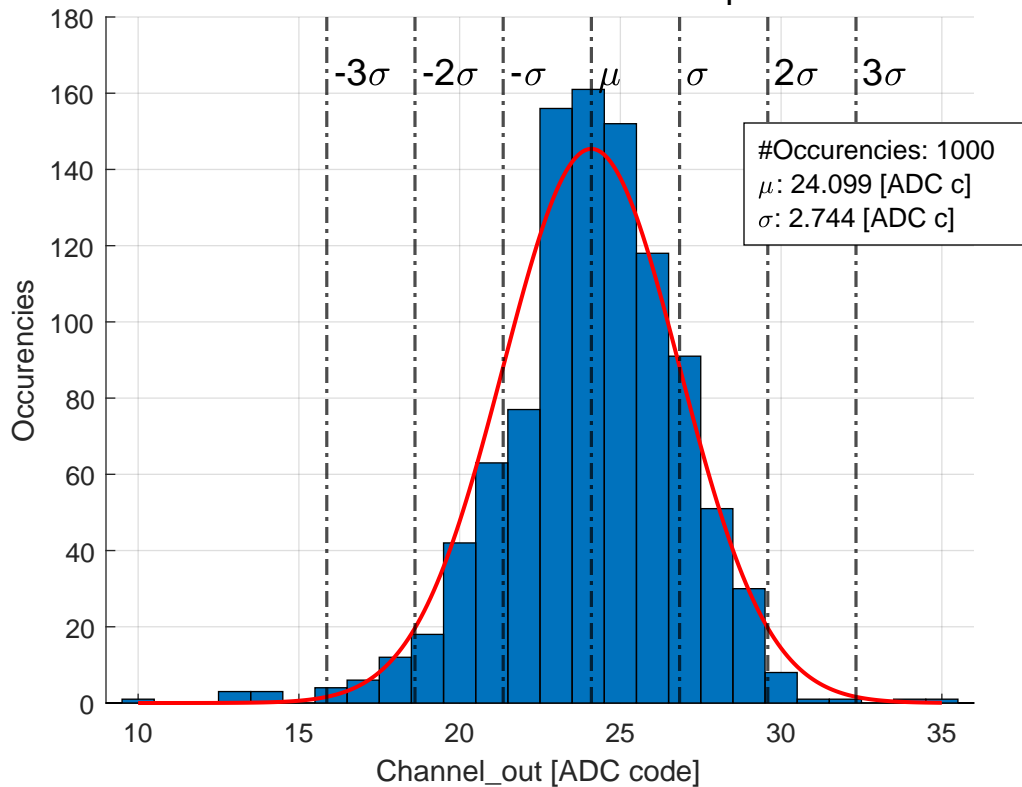 -3σ -2σ -σ μ σ 2σ 3σ
#Occurencies: 1000
μ: 24.099 [ADC c]
σ: 2.744 [ADC c]
180
160
140
120
100
80
60
40
20
0
Occurencies
10 15 20 25 30 35
Channel_out [ADC code]